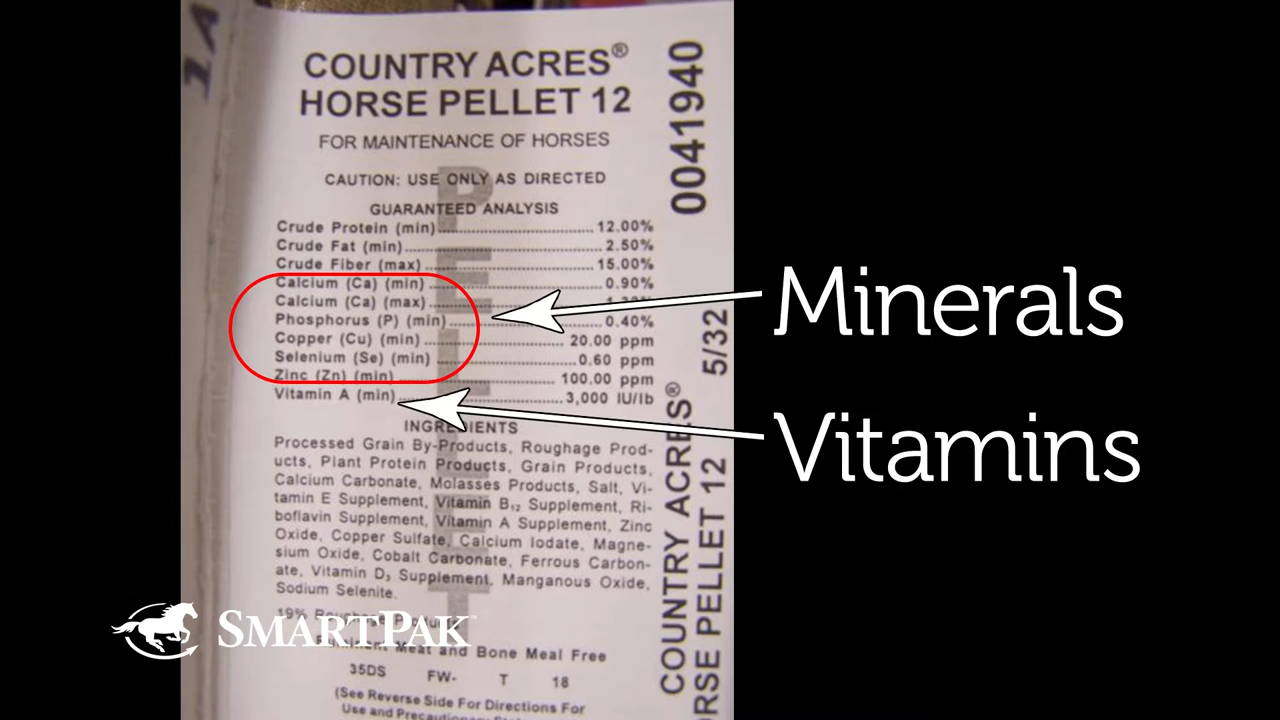 1A
COUNTRY ACRES®
HORSE PELLET 12
FOR MAINTENANCE OF HORSES
CAUTION: USE ONLY AS DIRECTED
GUARANTEED ANALYSIS
Crude Protein (min)..............................12.00%
Crude Fat (min)..............................2.50%
Crude Fiber (max)..............................15.00%
Calcium (Ca) (min)..............................0.90%
Calcium (Ca) (max)..............................
Phosphorus (P) (min)..............................0.40%
Copper (Cu) (min)..............................20.00 ppm
Selenium (Se) (min)..............................0.60 ppm
Zinc (Zn) (min)..............................100.00 ppm
Vitamin A (min)..............................3,000 IU/lb
INGREDIENTS
Processed Grain By-Products, Roughage Prod-
ucts, Plant Protein Products, Grain Products,
Calcium Carbonate, Molasses Products, Salt, Vi-
tamin E Supplement, Vitamin B₁₂ Supplement, Ri-
boflavin Supplement, Vitamin A Supplement, Zinc
Oxide, Copper Sulfate, Calcium Iodate, Magne-
sium Oxide, Cobalt Carbonate, Ferrous Carbon-
ate, Vitamin D₃ Supplement, Manganous Oxide,
Sodium Selenite.
19%
Meat and Bone Meal Free
35DS FW- T 18
(See Reverse Side For Directions For
Use and
PELLET
0041940
5/32
COUNTRY ACRES®
HORSE PELLET 12
Minerals
Vitamins
SMARTPAK™